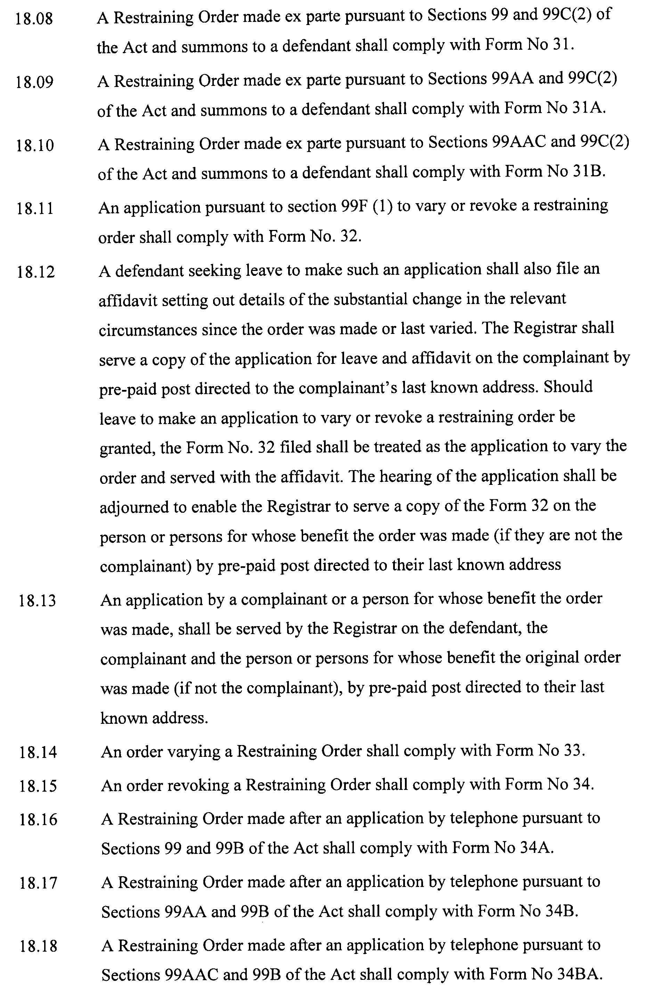 18.08 A Restraining Order made ex parte pursuant to Sections 99 and 99C(2) of
the Act and summons to a defendant shall comply with Form No 31.
18.09 A Restraining Order made ex parte pursuant to Sections 99AA and 99C(2)
of the Act and summons to a defendant shall comply with Form No 31A.
18.10 A Restraining Order made ex parte pursuant to Sections 99AAC and 99C(2)
of the Act and summons to a defendant shall comply with Form No 31B.
18.11 An application pursuant to section 99F (1) to vary or revoke a restraining
order shall comply with Form No. 32.
18.12 A defendant seeking leave to make such an application shall also file an
affidavit setting out details of the substantial change in the relevant
circumstances since the order was made or last varied. The Registrar shall
serve a copy of the application for leave and affidavit on the complainant by
pre-paid post directed to the complainant's last known address. Should
leave to make an application to vary or revoke a restraining order be
granted, the Form No. 32 filed shall be treated as the application to vary the
order and served with the affidavit. The hearing of the application shall be
adjourned to enable the Registrar to serve a copy of the Form 32 on the
person or persons for whose benefit the order was made (if they are not the
complainant) by pre-paid post directed to their last known address
18.13 An application by a complainant or a person for whose benefit the order
was made, shall be served by the Registrar on the defendant, the
complainant and the person or persons for whose benefit the original order
was made (if not the complainant), by pre-paid post directed to their last
known address.
18.14 An order varying a Restraining Order shall comply with Form No 33.
18.15 An order revoking a Restraining Order shall comply with Form No 34.
18.16 A Restraining Order made after an application by telephone pursuant to
Sections 99 and 99B of the Act shall comply with Form No 34A.
18.17 A Restraining Order made after an application by telephone pursuant to
Sections 99AA and 99B of the Act shall comply with Form No 34B.
18.18 A Restraining Order made after an application by telephone pursuant to
Sections 99AAC and 99B of the Act shall comply with Form No 34BA.